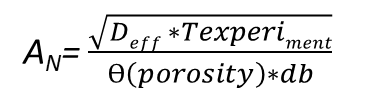 A_N = √(D_eff *Texperi_ment) / Θ(porosity)*db